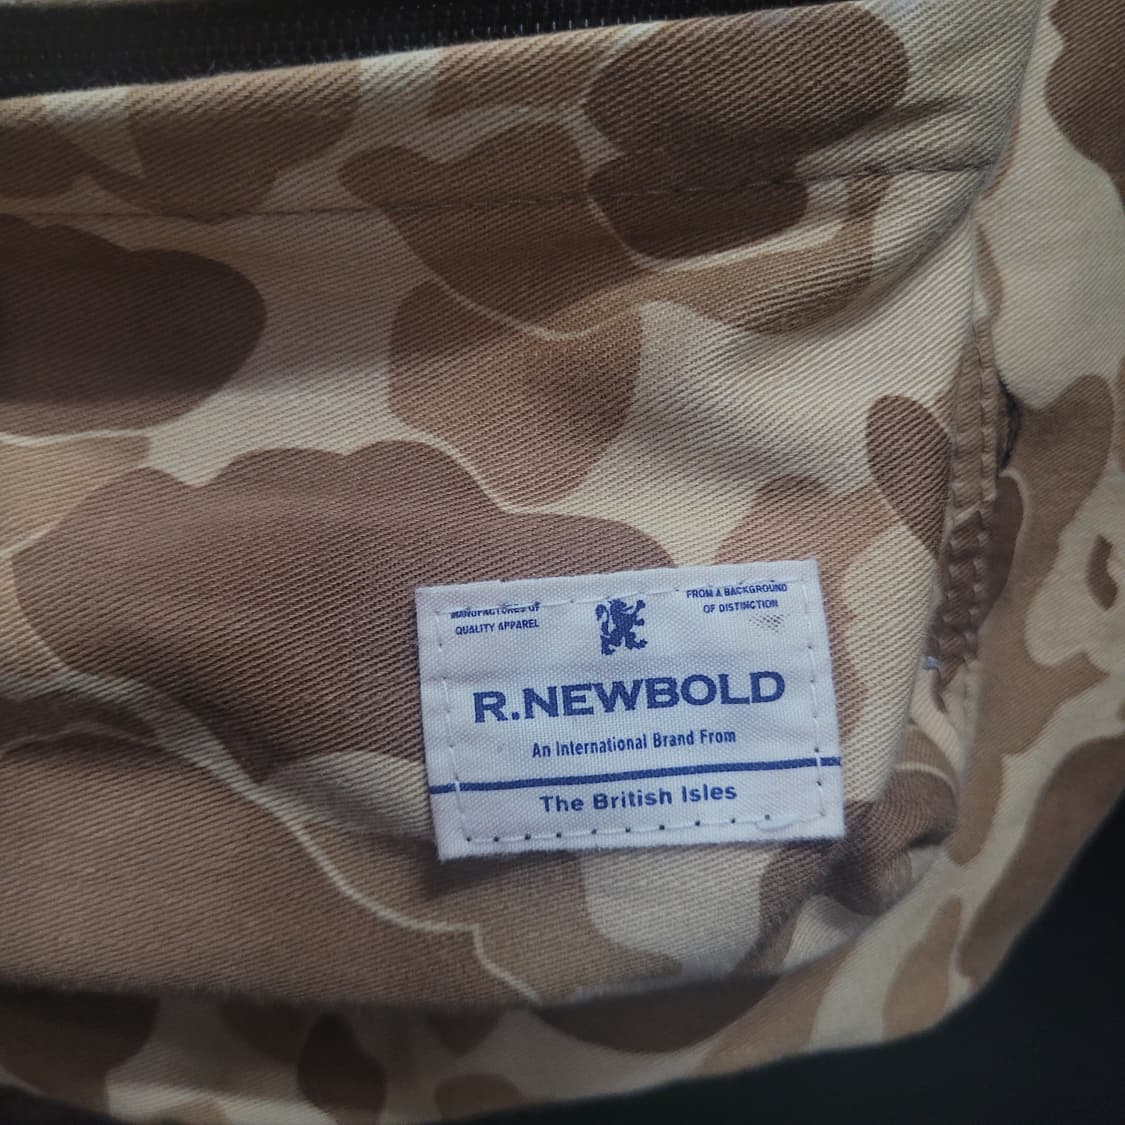 MANUFACTURES OF
QUALITY APPAREL
FROM A BACKGROUND
OF DISTINCTION
R.NEWBOLD
An International Brand From
The British Isles